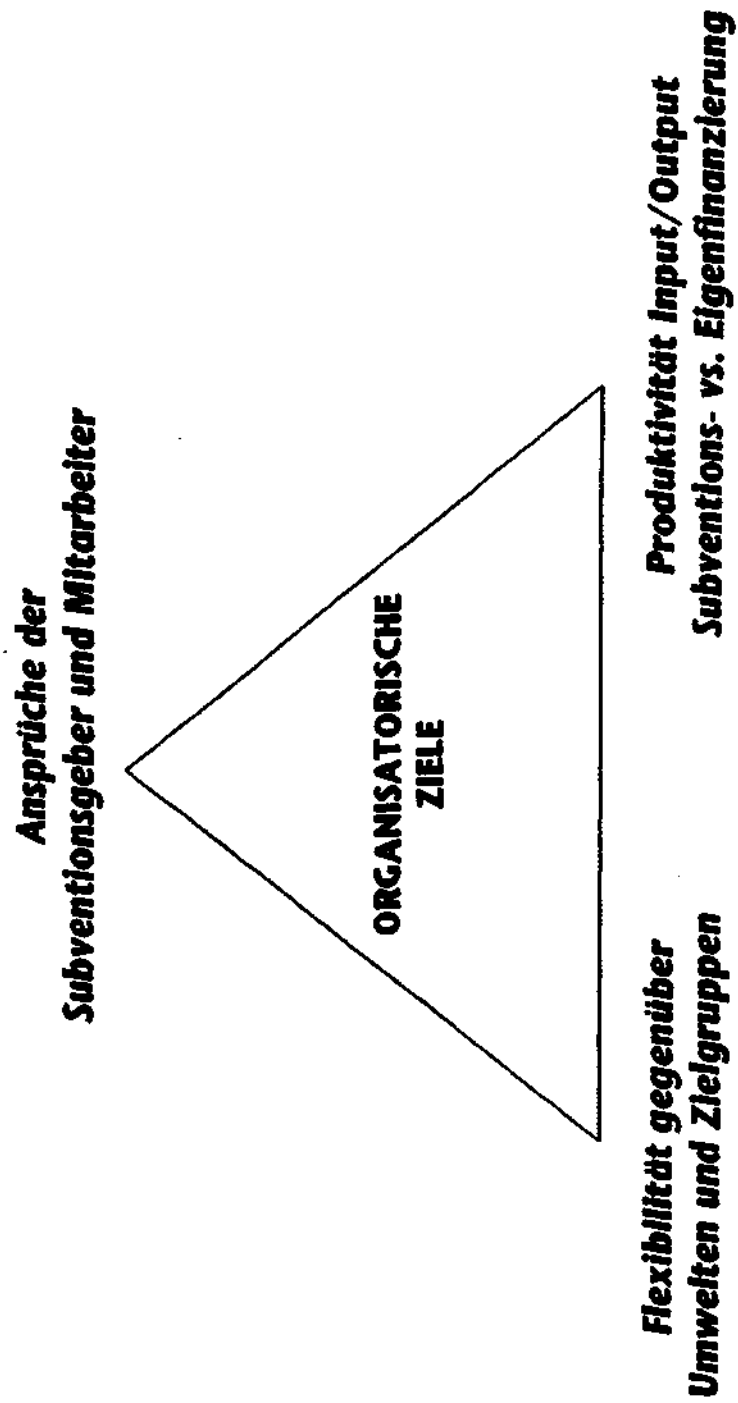 Ansprüche der
Subventionsgeber und Mitarbeiter
ORGANISATORISCHE
ZIELE
Flexibilität gegenüber
Umwelten und Zielgruppen
Produktivität Input/Output
Subventions- vs. Eigenfinanzierung